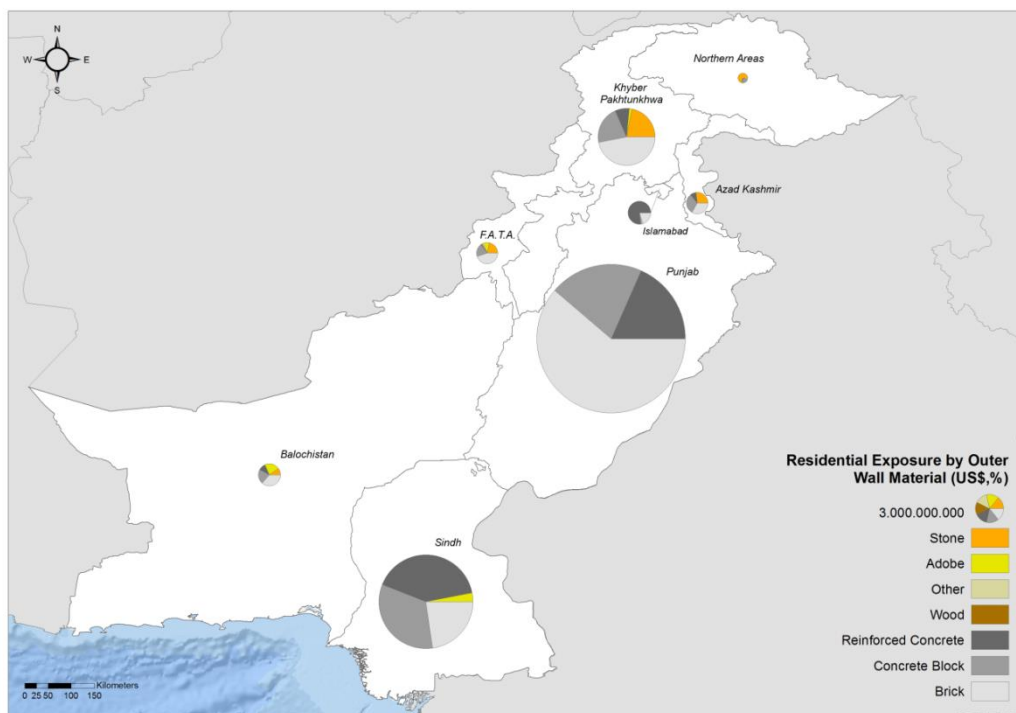 N
W E
S
Northern Areas
Khyber
Pakhtunkhwa
Azad Kashmir
Islamabad
F.A.T.A.
Punjab
Balochistan
Sindh
Residential Exposure by Outer
Wall Material (US$,%)
3.000.000.000
Stone
Adobe
Other
Wood
Reinforced Concrete
Concrete Block
Brick
Kilometers
0 25 50 100 150